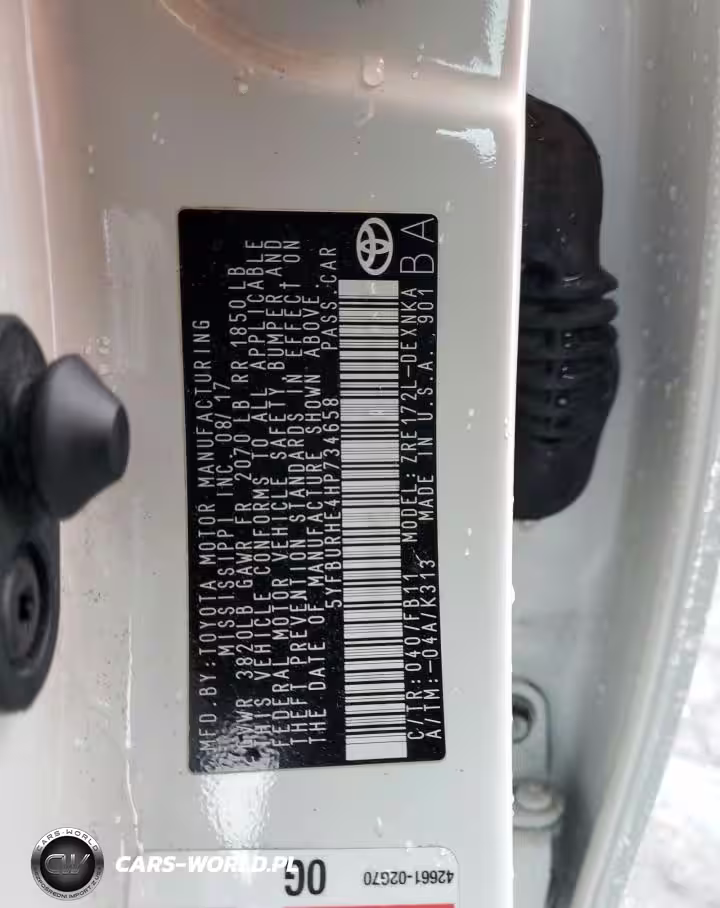 MFD.BY:TOYOTA MOTOR MANUFACTURING
MISSISSIPPI INC. 08/17
GVWR 3820LB GAWR FR 2070 LB RR 1850 LB
THIS VEHICLE CONFORMS TO ALL APPLICABLE
FEDERAL MOTOR VEHICLE SAFETY BUMPER AND
THEFT PREVENTION STANDARDS IN EFFECT ON
THE DATE OF MANUFACTURE SHOWN ABOVE.
5YFBURHE4HP734658 PASS.CAR
C/TR:040/FB11 MODEL:ZRE172L-DEXNKA
A/TM:-04A/K313 MADE IN U.S.A. 901
BA
0G
42661-02G70
CARS-WORLD
CW
CARS-WORLD.PL